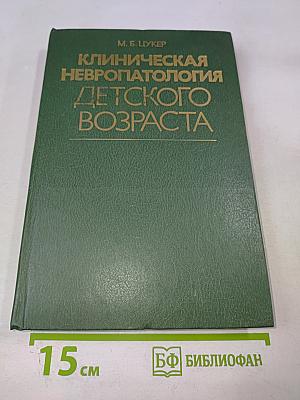 М. Б. ЦУКЕР
КЛИНИЧЕСКАЯ
НЕВРОПАТОЛОГИЯ
ДЕТСКОГО
ВОЗРАСТА
15 СМ
БФ БИБЛИОФАН